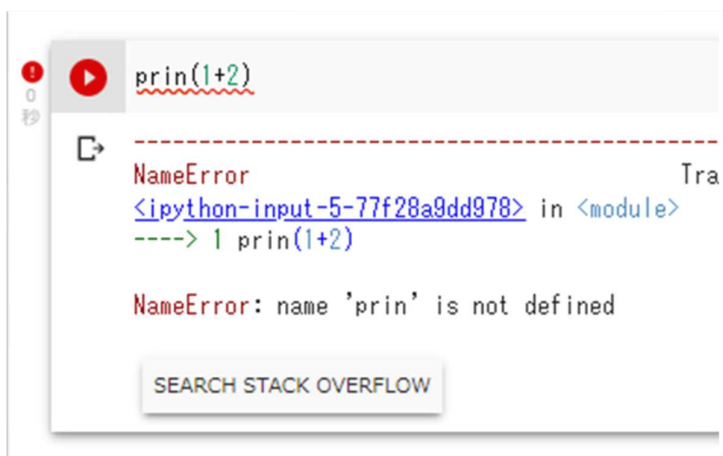 !
0
秒
prin(1+2)
---------------------------------------------
NameError Tra
<ipython-input-5-77f28a9dd978> in <module>
----> 1 prin(1+2)
NameError: name 'prin' is not defined
SEARCH STACK OVERFLOW